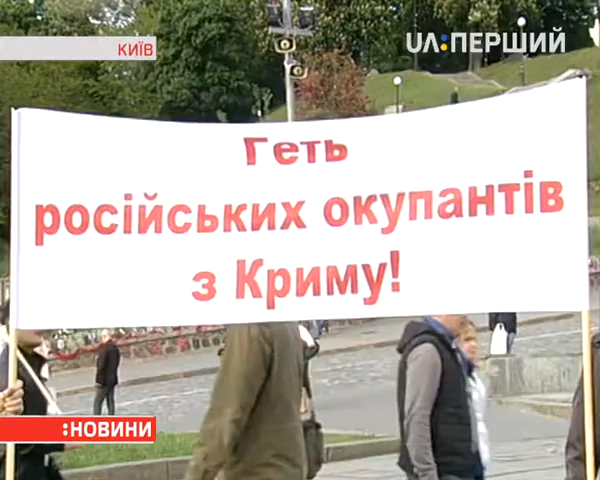 КИЇВ
UA:ПЕРШИЙ
Геть
російських окупантів
з Криму!
:НОВИНИ